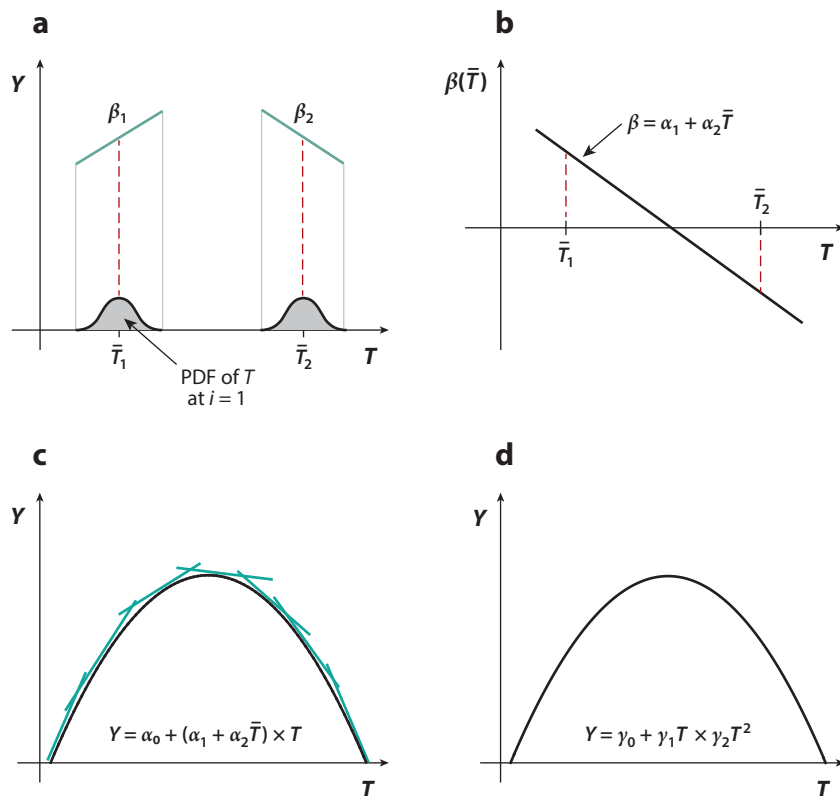 a
Y
β₁
β₂
T̄₁
T̄₂
T
PDF of T
at i = 1
b
β(T̄)
β = α₁ + α₂T̄
T̄₂
T̄₁
T
c
Y
Y = α₀ + (α₁ + α₂T̄) × T
T
d
Y
Y = γ₀ + γ₁T × γ₂T²
T